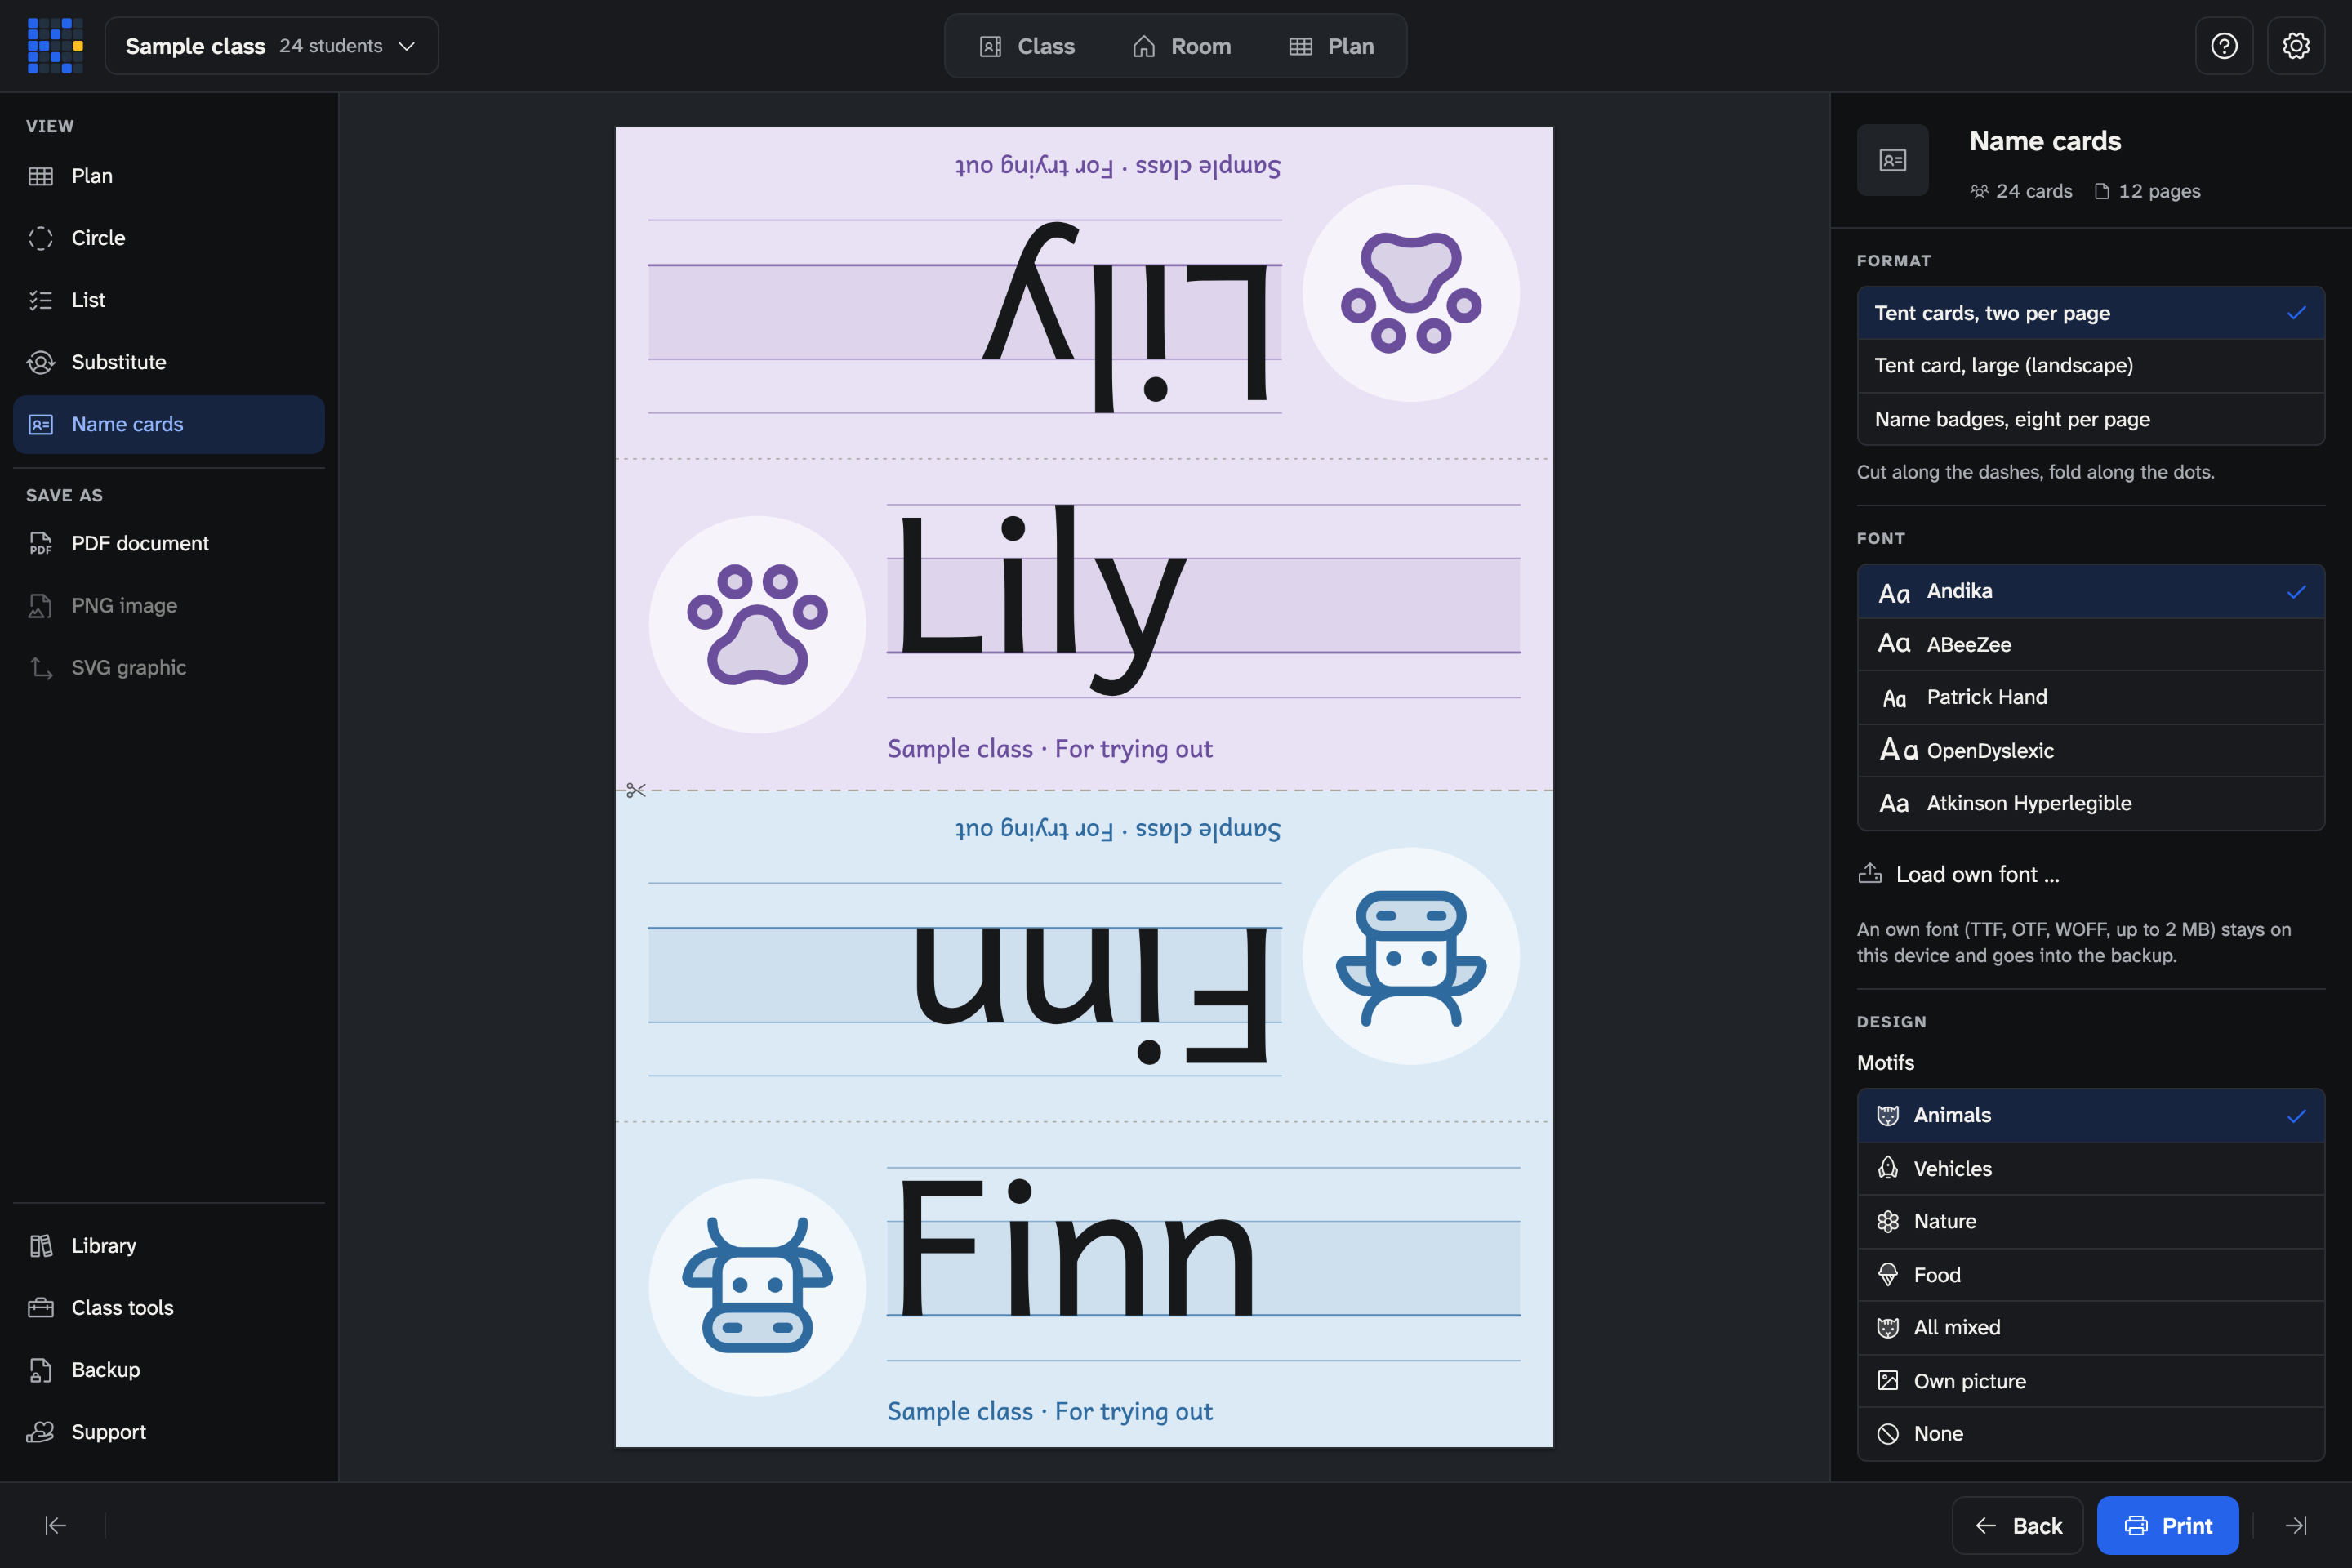 Sample class 24 students
Class
Room
Plan
VIEW
Plan
Circle
List
Substitute
Name cards
SAVE AS
PDF
PDF document
PNG image
SVG graphic
Library
Class tools
Backup
Support
Sample class · For trying out
Lily
Lily
Sample class · For trying out
Sample class · For trying out
Finn
Finn
Sample class · For trying out
Name cards
24 cards 12 pages
FORMAT
Tent cards, two per page
Tent card, large (landscape)
Name badges, eight per page
Cut along the dashes, fold along the dots.
FONT
Aa Andika
Aa ABeeZee
Aa Patrick Hand
Aa OpenDyslexic
Aa Atkinson Hyperlegible
Load own font ...
An own font (TTF, OTF, WOFF, up to 2 MB) stays on
this device and goes into the backup.
DESIGN
Motifs
Animals
Vehicles
Nature
Food
All mixed
Own picture
None
Back
Print